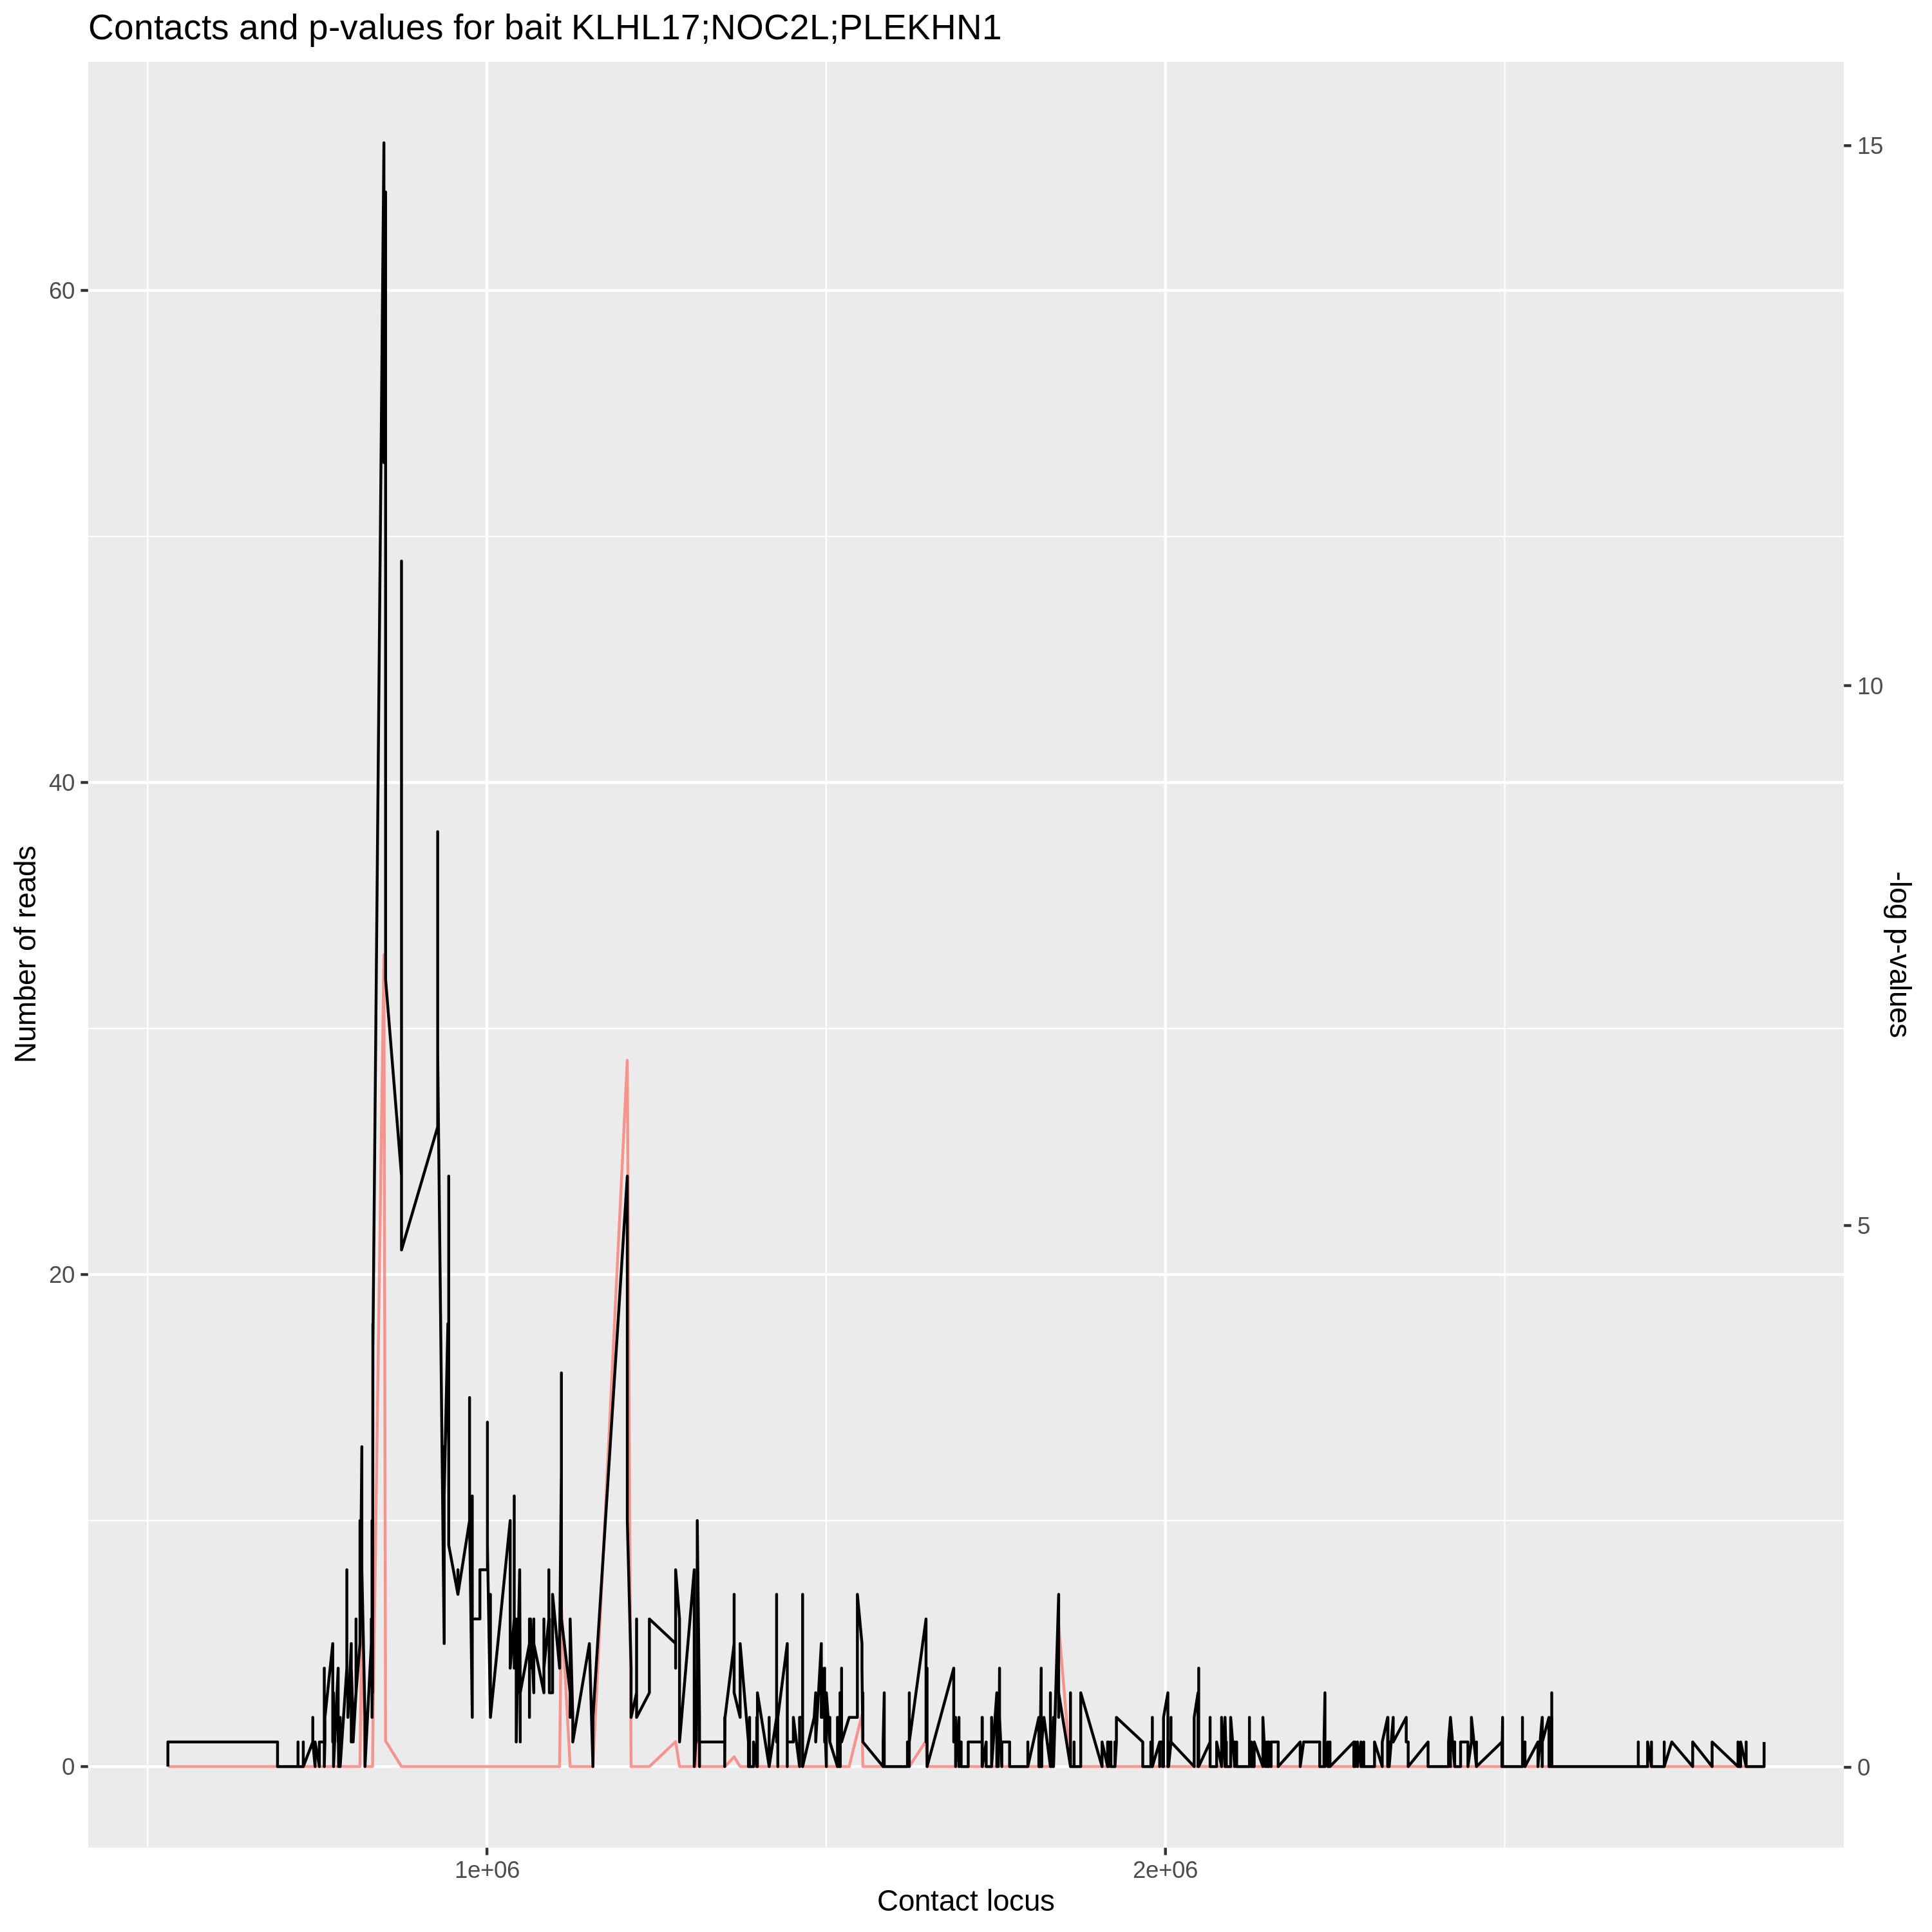 Contacts and p-values for bait KLHL17;NOC2L;PLEKHN1
Number of reads
60
40
20
0
15
10
5
0
-log p-values
1e+06
2e+06
Contact locus